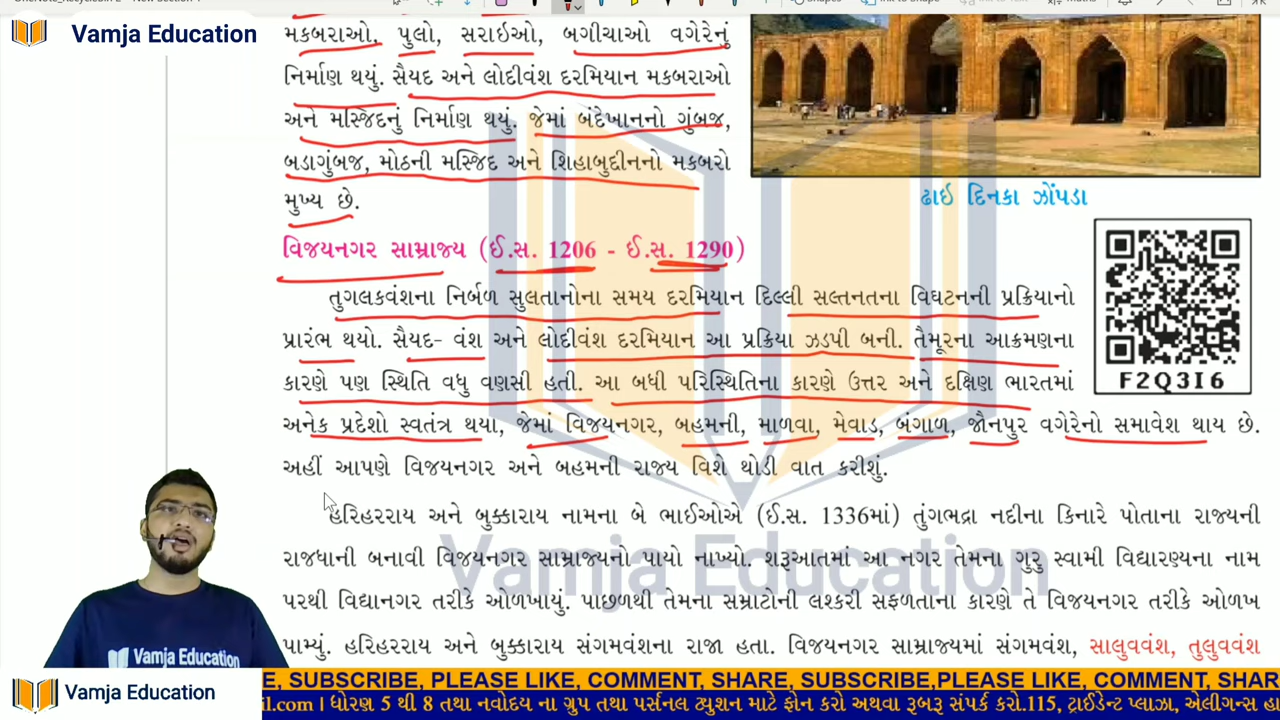 Vamja Education
મકબરાઓ, પુલો, સરાઇઓ, બગીચાઓ વગેરેનું
નિર્માણ થયું. સૈયદ અને લોદીવંશ દરમિયાન મકબરાઓ
અને મસ્જિદનું નિર્માણ થયું. જેમાં બંદેખાનનો ગુંબજ,
બડાગુંબજ, મોઠની મસ્જિદ અને શિહાબુદ્દીનનો મકબરો
મુખ્ય છે.
ઢાઇ દિનકા ઝોંપડા
વિજયનગર સામ્રાજ્ય (ઈ.સ. 1206 - ઈ.સ. 1290)
તુગલકવંશના નિર્બળ સુલતાનોના સમય દરમિયાન દિલ્લી સલ્તનતના વિઘટનની પ્રક્રિયાનો
પ્રારંભ થયો. સૈયદ- વંશ અને લોદીવંશ દરમિયાન આ પ્રક્રિયા ઝડપી બની. તૈમૂરના આક્રમણના
કારણે પણ સ્થિતિ વધુ વણસી હતી. આ બધી પરિસ્થિતિના કારણે ઉત્તર અને દક્ષિણ ભારતમાં
F2Q3I6
અનેક પ્રદેશો સ્વતંત્ર થયા, જેમાં વિજયનગર, બહમની, માળવા, મેવાડ, બંગાળ, જૌનપુર વગેરેનો સમાવેશ થાય છે.
અહીં આપણે વિજયનગર અને બહમની રાજ્ય વિશે થોડી વાત કરીશું.
હરિહરરાય અને બુક્કારાય નામના બે ભાઈઓએ (ઈ.સ. 1336માં) તુંગભદ્રા નદીના કિનારે પોતાના રાજ્યની
રાજધાની બનાવી વિજયનગર સામ્રાજ્યનો પાયો નાખ્યો. શરૂઆતમાં આ નગર તેમના ગુરુ સ્વામી વિદ્યારણ્યના નામ
Vamja Education
પરથી વિદ્યાનગર તરીકે ઓળખાયું. પાછળથી તેમના સમ્રાટોની લશ્કરી સફળતાના કારણે તે વિજયનગર તરીકે ઓળખ
પામ્યું. હરિહરરાય અને બુક્કારાય સંગમવંશના રાજા હતા. વિજયનગર સામ્રાજ્યમાં સંગમવંશ, સાલુવવંશ, તુલુવવંશ
Vamja Education
E, SUBSCRIBE, PLEASE LIKE, COMMENT, SHARE, SUBSCRIBE,PLEASE LIKE, COMMENT, SHAR
Vamja Education
il.com | ધોરણ 5 થી 8 તથા નવોદય ના ગ્રુપ તથા પર્સનલ ટ્યુશન માટે ફોન કરો અથવા રૂબરૂ સંપર્ક કરો.115, ટ્રાઈડેન્ટ પ્લાઝા, એલીગન્સ હ